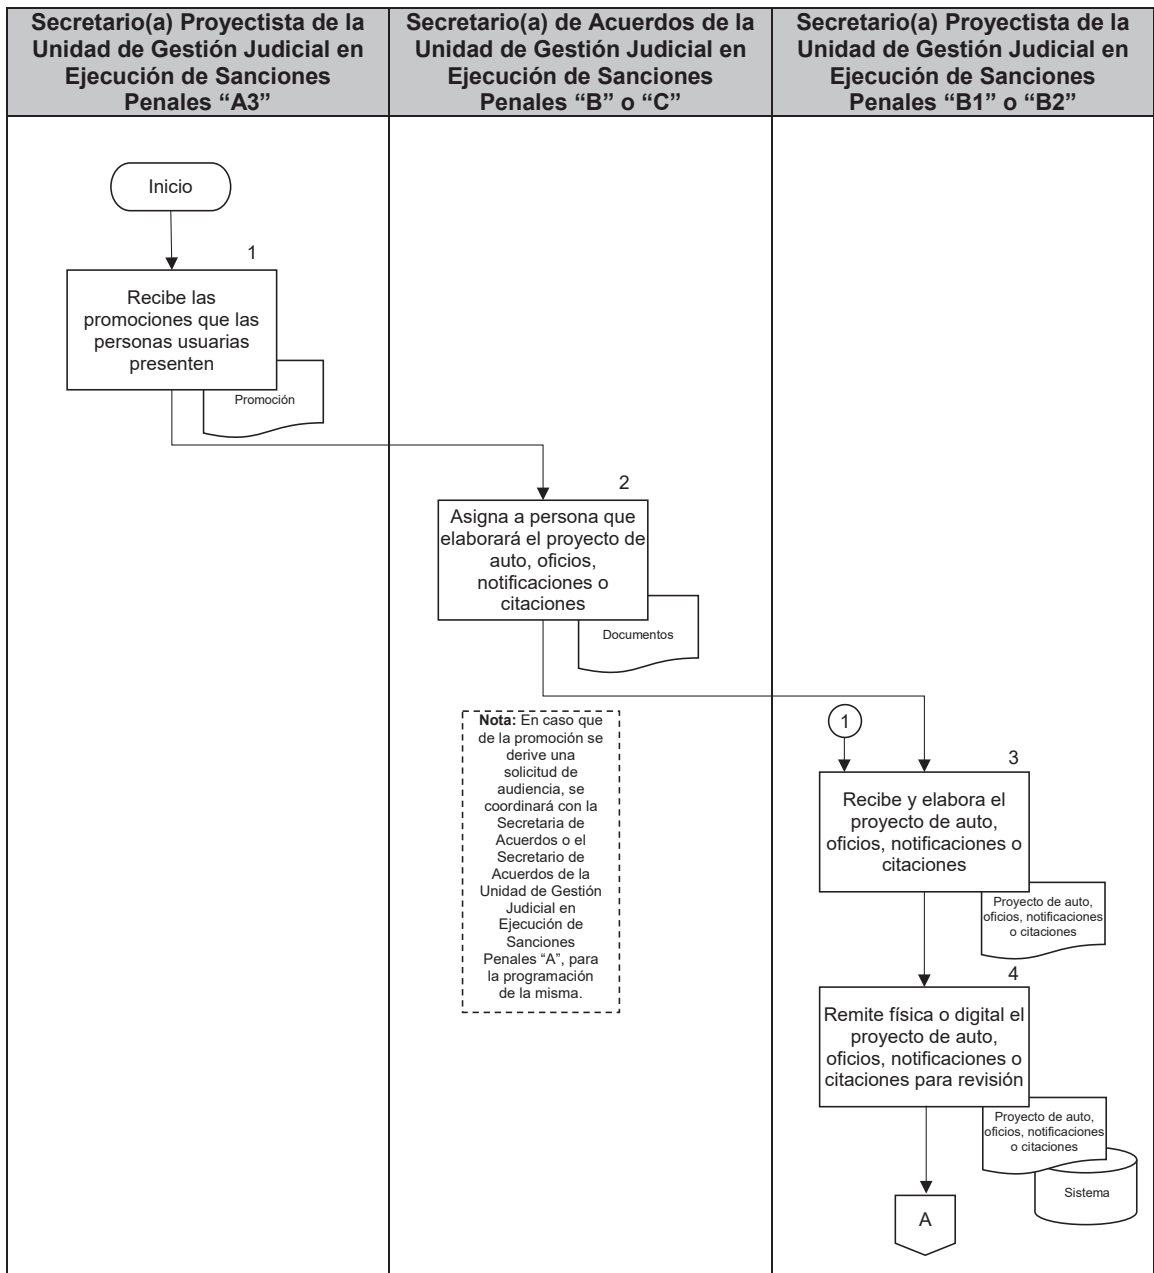 Secretario(a) Proyectista de la
Unidad de Gestión Judicial en
Ejecución de Sanciones
Penales “A3”
Secretario(a) de Acuerdos de la
Unidad de Gestión Judicial en
Ejecución de Sanciones
Penales “B” o “C”
Secretario(a) Proyectista de la
Unidad de Gestión Judicial en
Ejecución de Sanciones
Penales “B1” o “B2”
Inicio
1
Recibe las
promociones que las
personas usuarias
presenten
Promoción
2
Asigna a persona que
elaborará el proyecto de
auto, oficios,
notificaciones o
citaciones
Documentos
Nota: En caso que
de la promoción se
derive una
solicitud de
audiencia, se
coordinará con la
Secretaria de
Acuerdos o el
Secretario de
Acuerdos de la
Unidad de Gestión
Judicial en
Ejecución de
Sanciones
Penales “A”, para
la programación
de la misma.
1
3
Recibe y elabora el
proyecto de auto,
oficios, notificaciones o
citaciones
Proyecto de auto,
oficios, notificaciones
o citaciones
4
Remite física o digital el
proyecto de auto,
oficios, notificaciones o
citaciones para revisión
Proyecto de auto,
oficios, notificaciones
o citaciones
Sistema
A